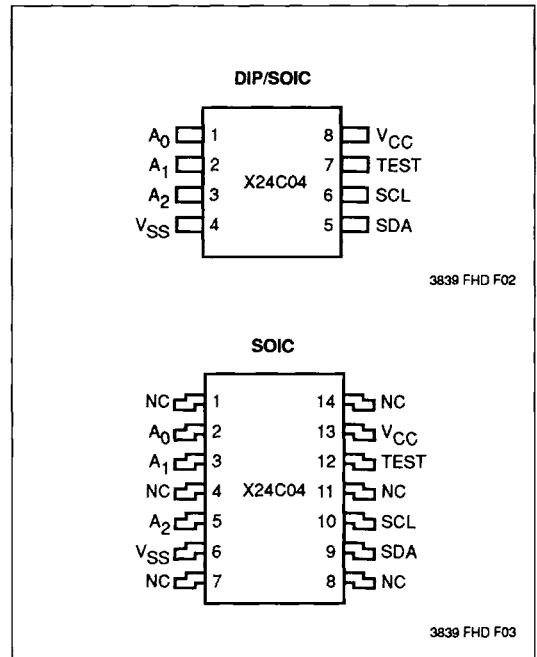 DIP/SOIC
A0 1 8 VCC
A1 2 7 TEST
X24C04
A2 3 6 SCL
VSS 4 5 SDA
3839 FHD F02
SOIC
NC 1 14 NC
A0 2 13 VCC
A1 3 12 TEST
NC 4 X24C04 11 NC
A2 5 10 SCL
VSS 6 9 SDA
NC 7 8 NC
3839 FHD F03